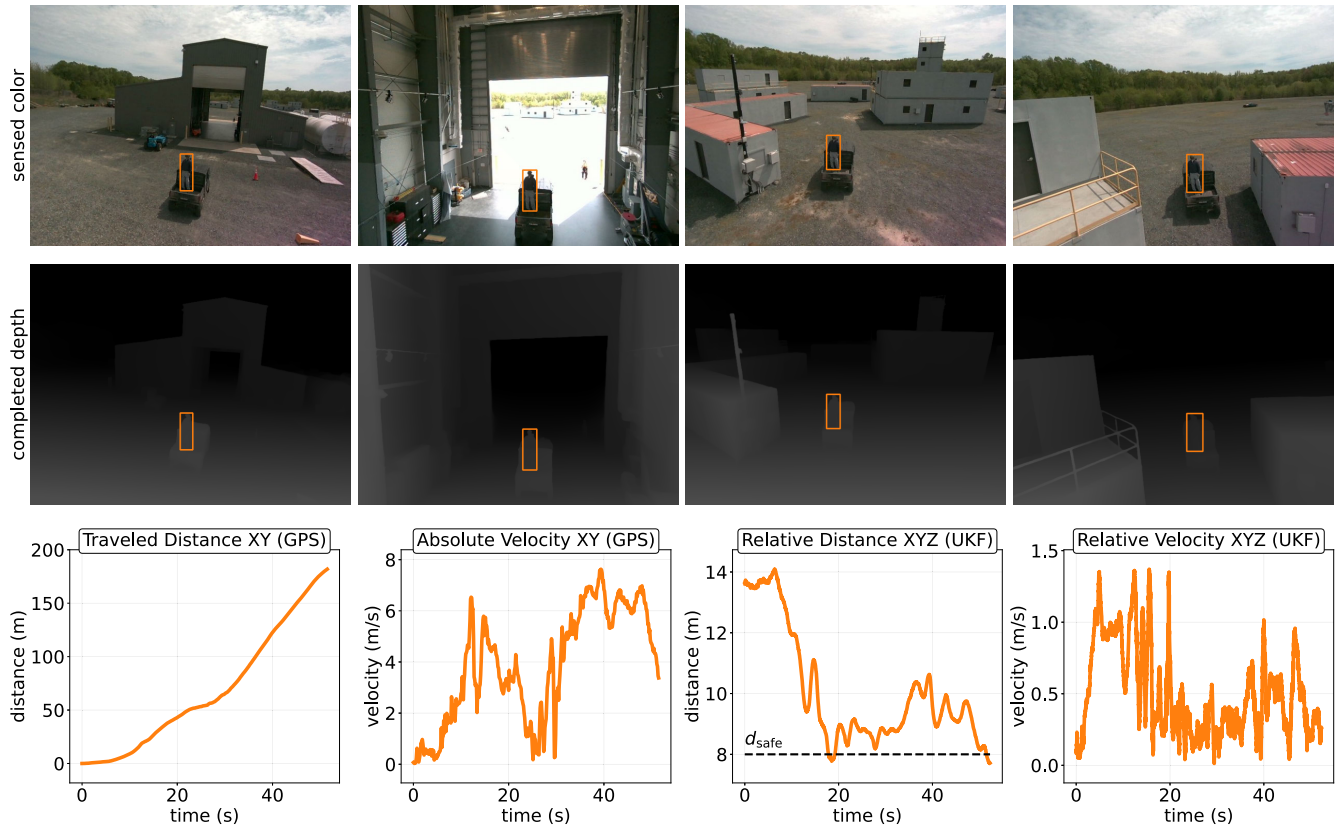 sensed color
completed depth
Traveled Distance XY (GPS)
distance (m)
200
150
100
50
0
0
20
40
time (s)
Absolute Velocity XY (GPS)
velocity (m/s)
8
6
4
2
0
0
20
40
time (s)
Relative Distance XYZ (UKF)
distance (m)
14
12
10
8
d_safe
0
20
40
time (s)
Relative Velocity XYZ (UKF)
velocity (m/s)
1.5
1.0
0.5
0.0
0
20
40
time (s)